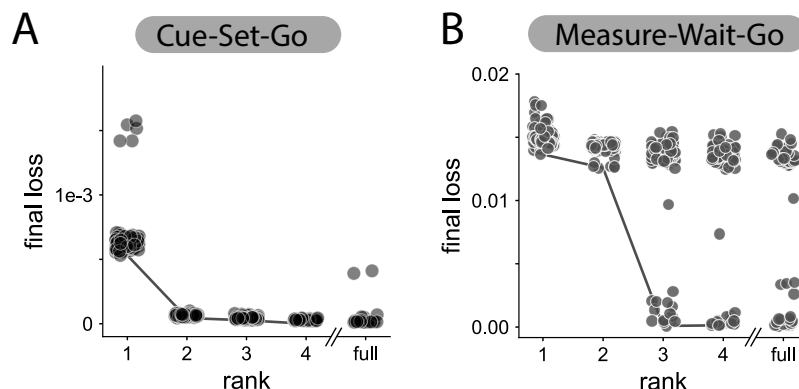 A
Cue-Set-Go
final loss
1e-3
0
1 2 3 4 full
rank
B
Measure-Wait-Go
final loss
0.02
0.01
0.00
1 2 3 4 full
rank